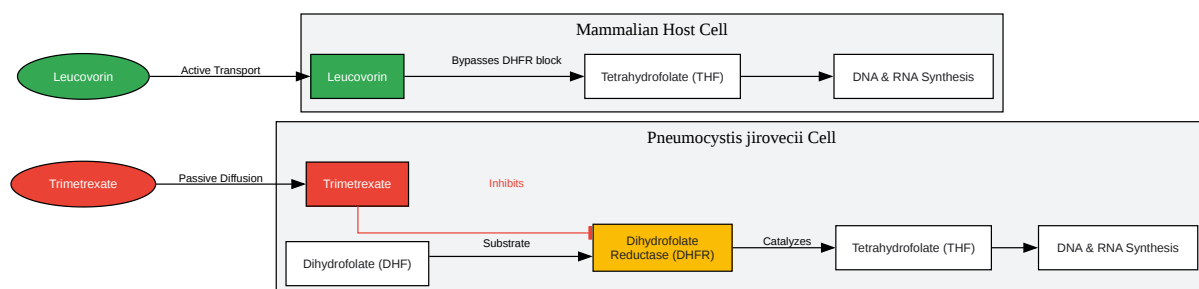 Mammalian Host Cell
Leucovorin
Active Transport
Leucovorin
Bypasses DHFR block
Tetrahydrofolate (THF)
DNA & RNA Synthesis
Pneumocystis jirovecii Cell
Trimetrexate
Passive Diffusion
Trimetrexate
Inhibits
Dihydrofolate (DHF)
Substrate
Dihydrofolate
Reductase (DHFR)
Catalyzes
Tetrahydrofolate (THF)
DNA & RNA Synthesis